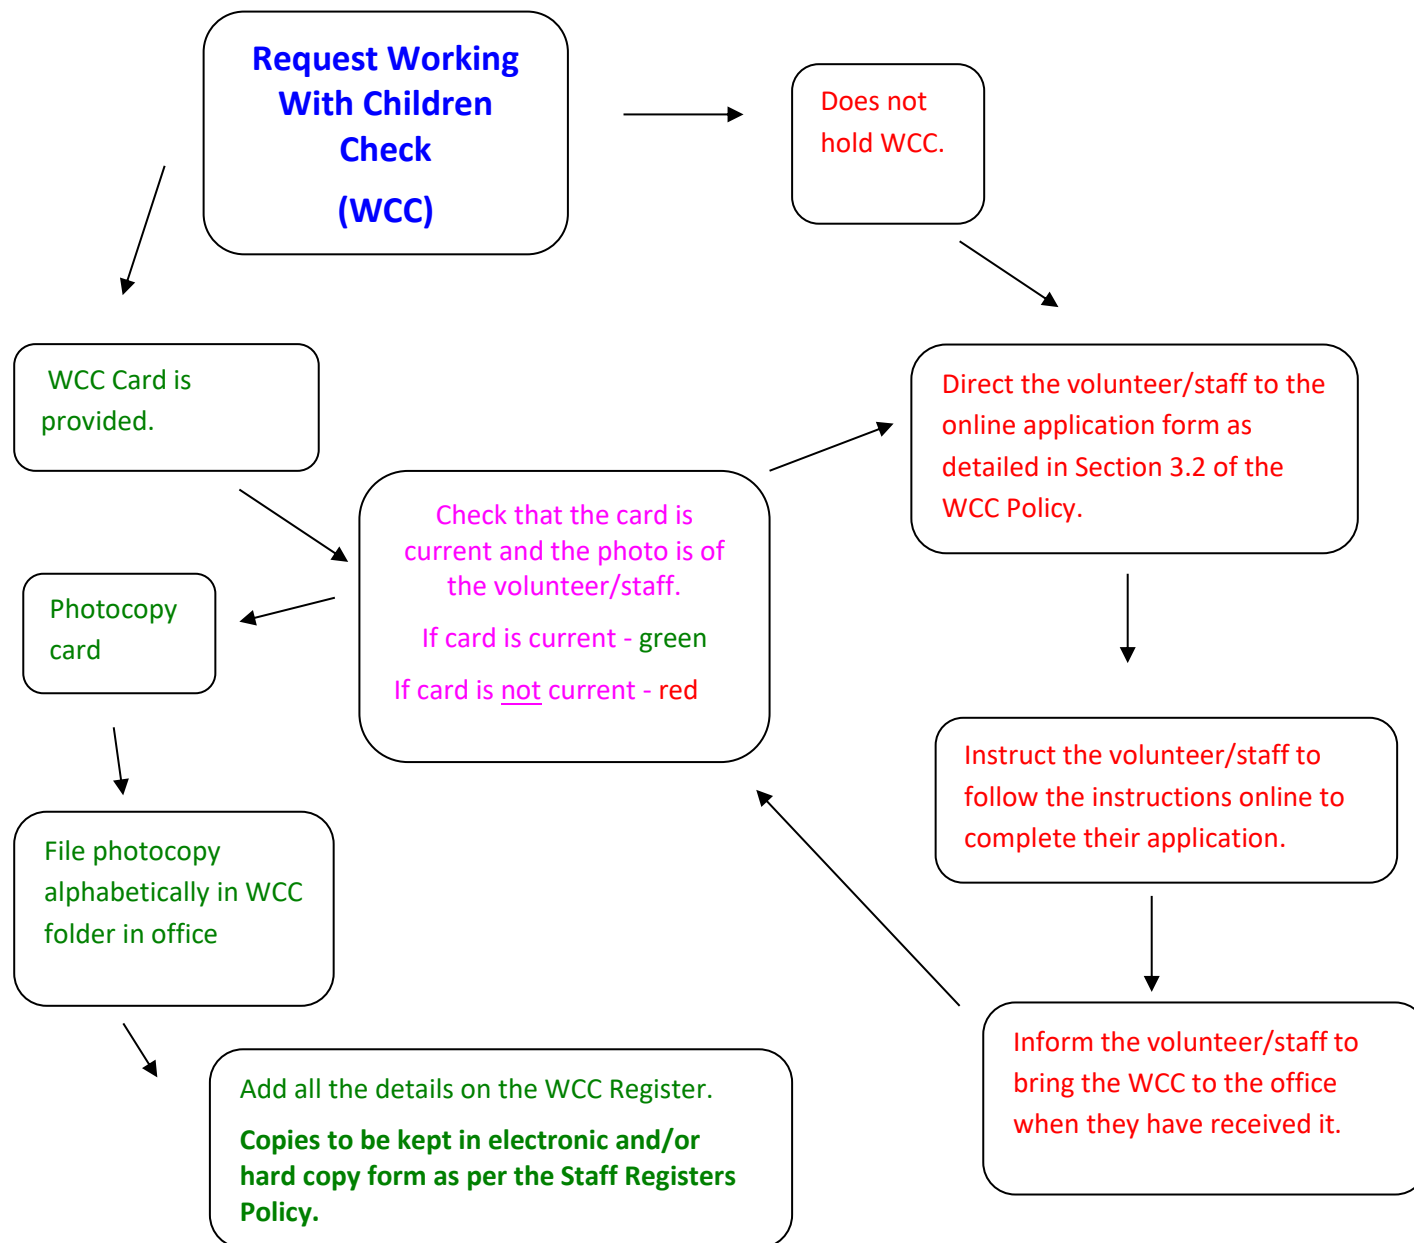 Request Working
With Children
Check
(WCC)
Does not
hold WCC.
WCC Card is
provided.
Direct the volunteer/staff to the
online application form as
detailed in Section 3.2 of the
WCC Policy.
Check that the card is
current and the photo is of
the volunteer/staff.
If card is current - green
If card is not current - red
Photocopy
card
Instruct the volunteer/staff to
follow the instructions online to
complete their application.
File photocopy
alphabetically in WCC
folder in office
Inform the volunteer/staff to
bring the WCC to the office
when they have received it.
Add all the details on the WCC Register.
Copies to be kept in electronic and/or
hard copy form as per the Staff Registers
Policy.